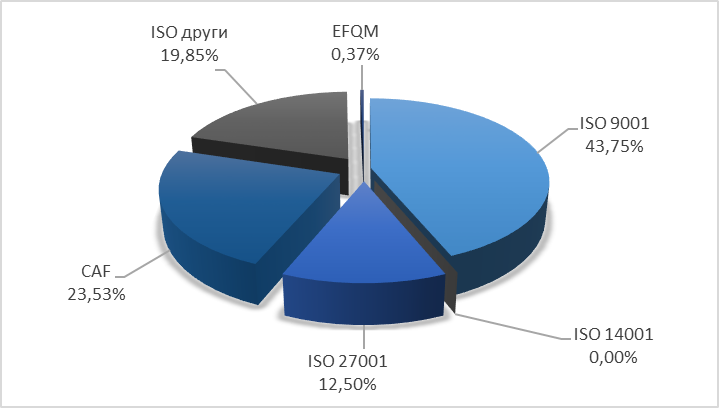 ISO други
19,85%
EFQM
0,37%
ISO 9001
43,75%
CAF
23,53%
ISO 14001
0,00%
ISO 27001
12,50%